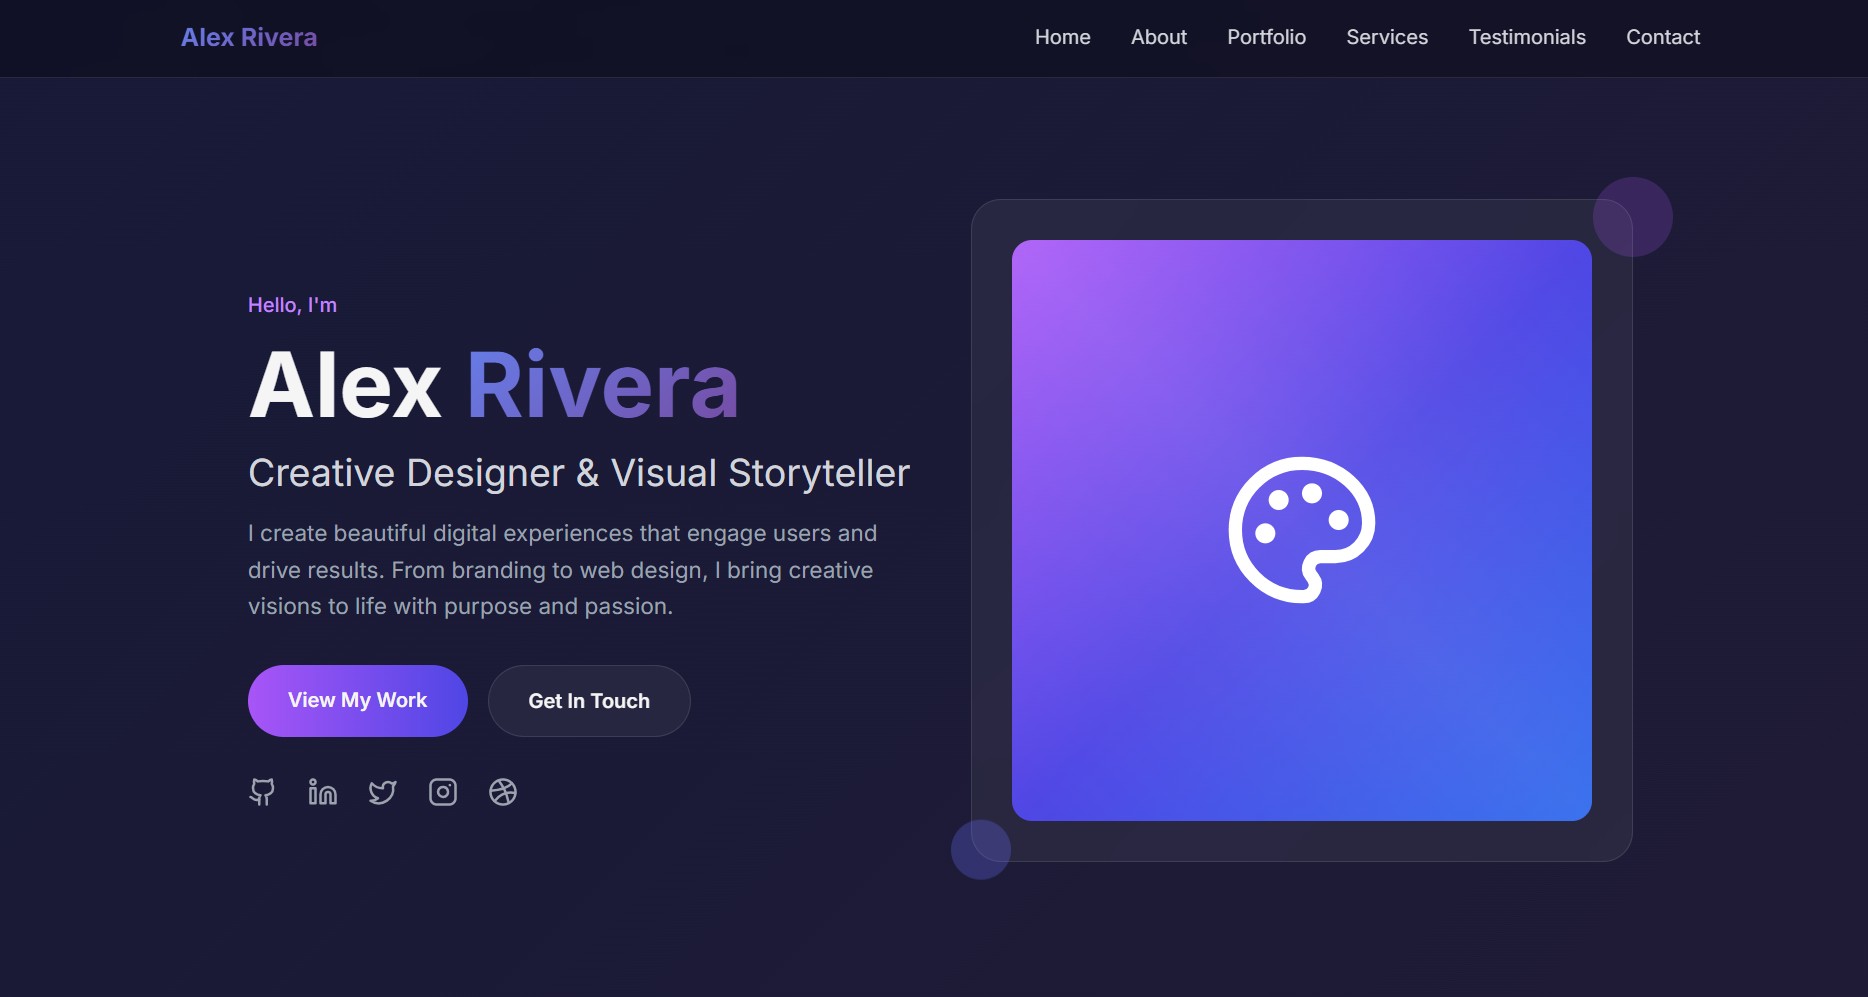 Alex Rivera
Home About Portfolio Services Testimonials Contact
Hello, I'm
Alex Rivera
Creative Designer & Visual Storyteller
I create beautiful digital experiences that engage users and
drive results. From branding to web design, I bring creative
visions to life with purpose and passion.
View My Work
Get In Touch